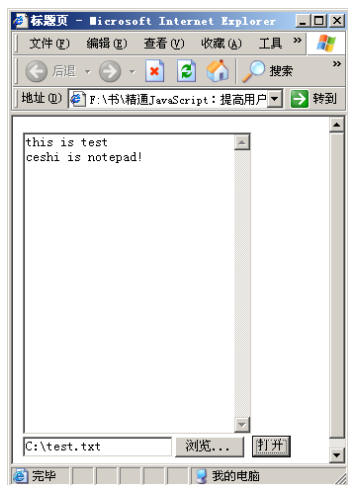 标题页 - Microsoft Internet Explorer
文件(F) 编辑(E) 查看(V) 收藏(A) 工具 »
后退 搜索 »
地址(D) F:\书\精通JavaScript：提高用户 转到
this is test
ceshi is notepad!
C:\test.txt 浏览... 打开
完毕 我的电脑